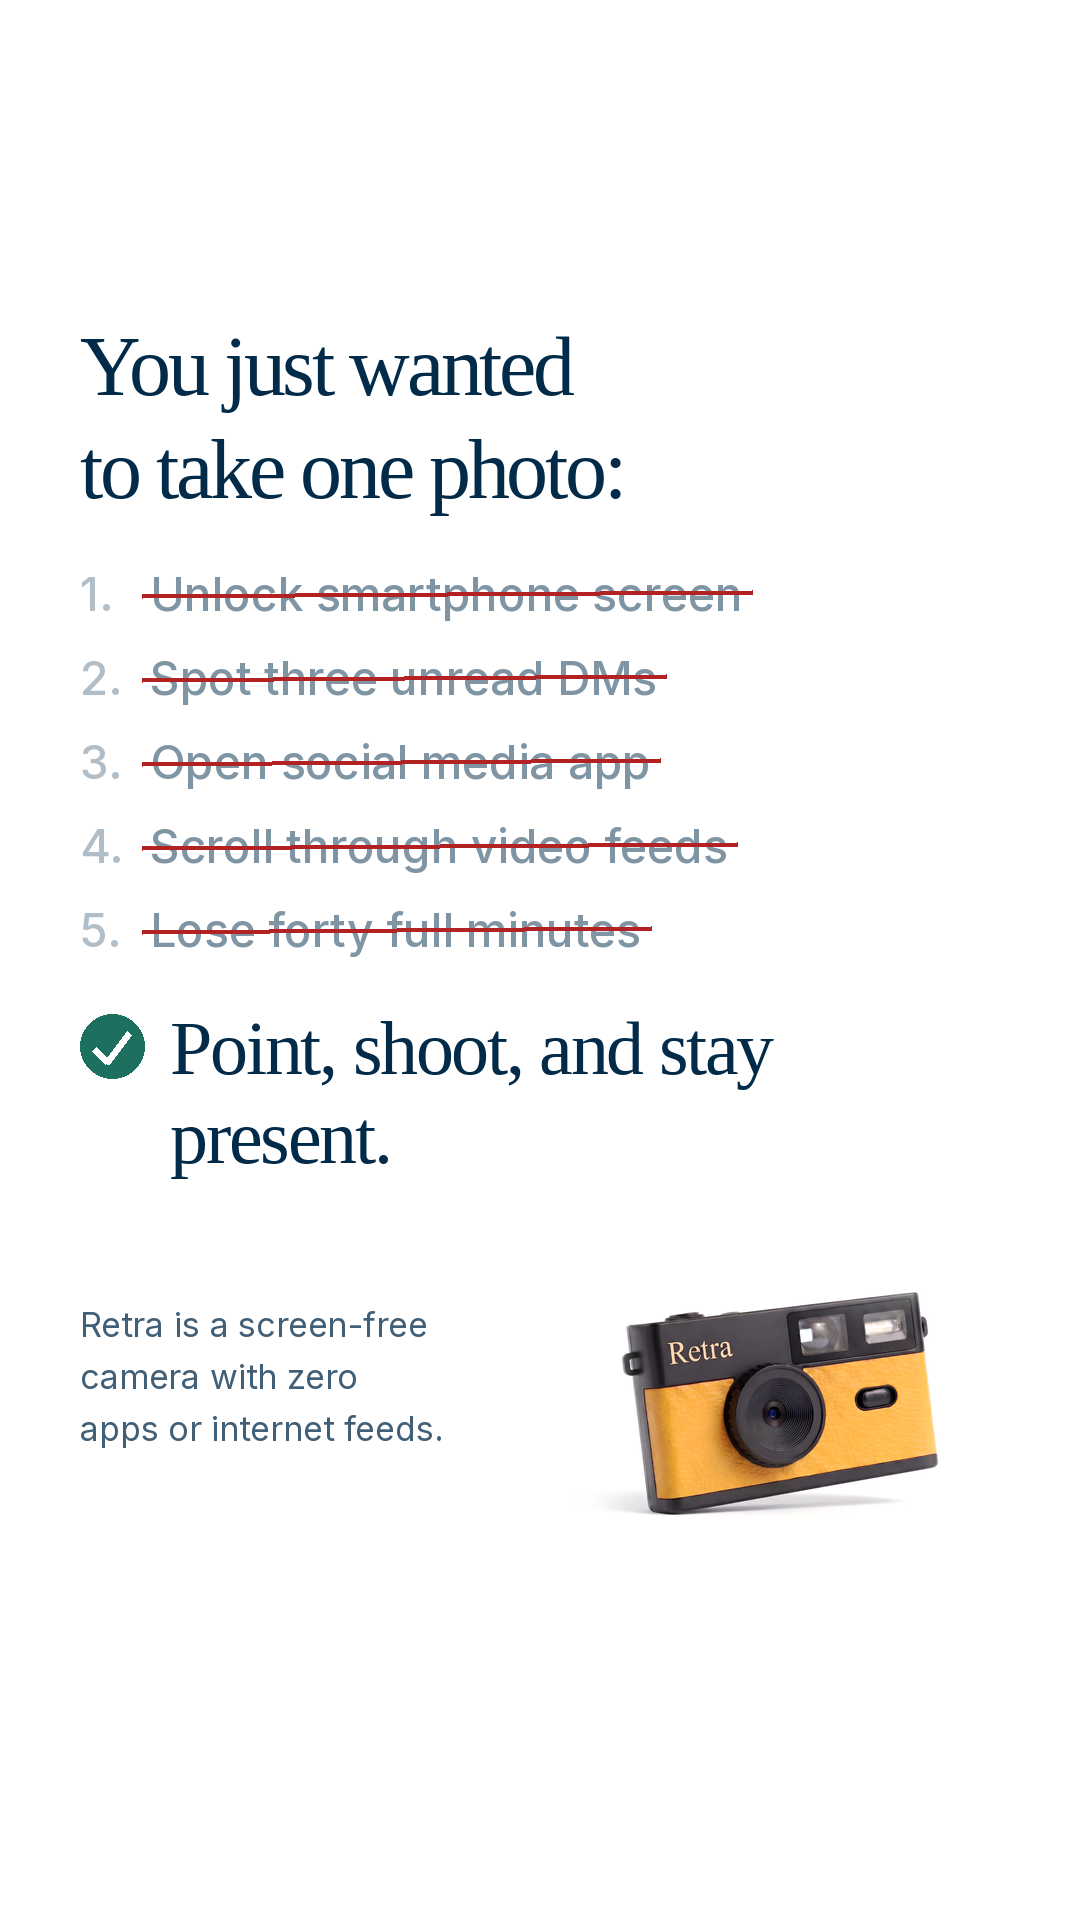 You just wanted
to take one photo:
1. Unlock smartphone screen
2. Spot three unread DMs
3. Open social media app
4. Scroll through video feeds
5. Lose forty full minutes
Point, shoot, and stay
present.
Retra is a screen-free
camera with zero
apps or internet feeds.
Retra